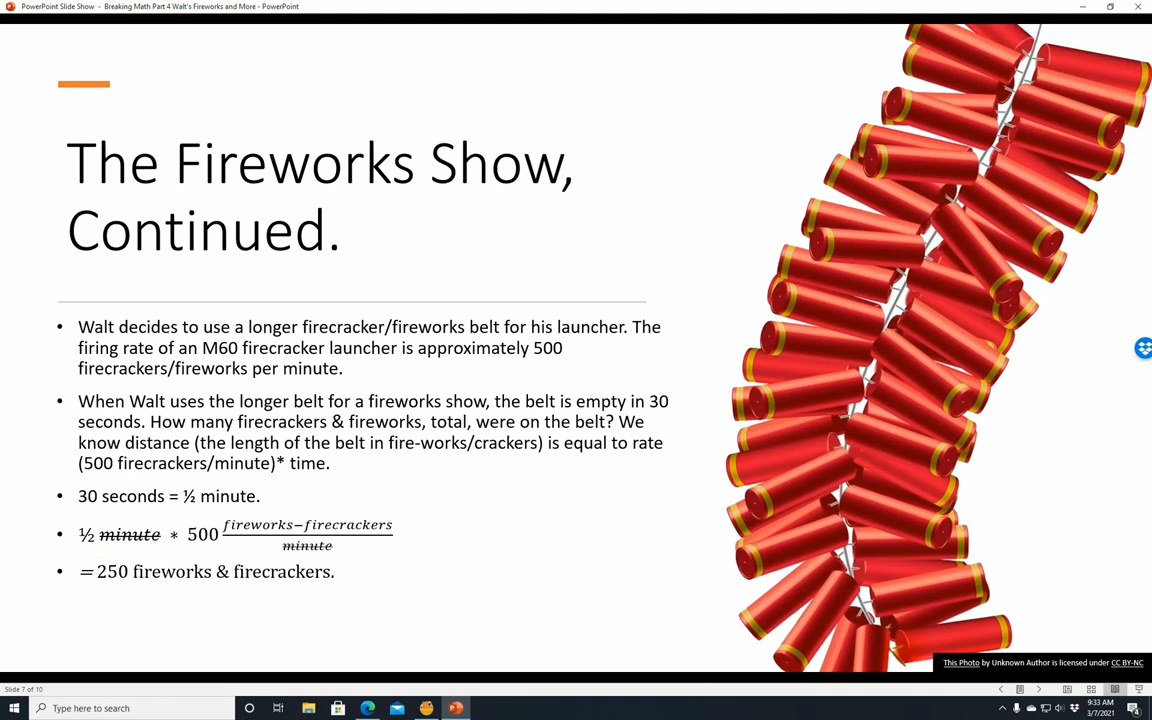 PowerPoint Slide Show - Breaking Math Part 4 Walt's Fireworks and More - PowerPoint
The Fireworks Show,
Continued.
• Walt decides to use a longer firecracker/fireworks belt for his launcher. The
firing rate of an M60 firecracker launcher is approximately 500
firecrackers/fireworks per minute.
• When Walt uses the longer belt for a fireworks show, the belt is empty in 30
seconds. How many firecrackers & fireworks, total, were on the belt? We
know distance (the length of the belt in fire-works/crackers) is equal to rate
(500 firecrackers/minute)* time.
• 30 seconds = ½ minute.
• ½ minute * 500 fireworks−firecrackers
minute
• =250 fireworks & firecrackers.
This Photo by Unknown Author is licensed under CC BY-NC
Slide 7 of 10
Type here to search
9:33 AM
3/7/2021
4